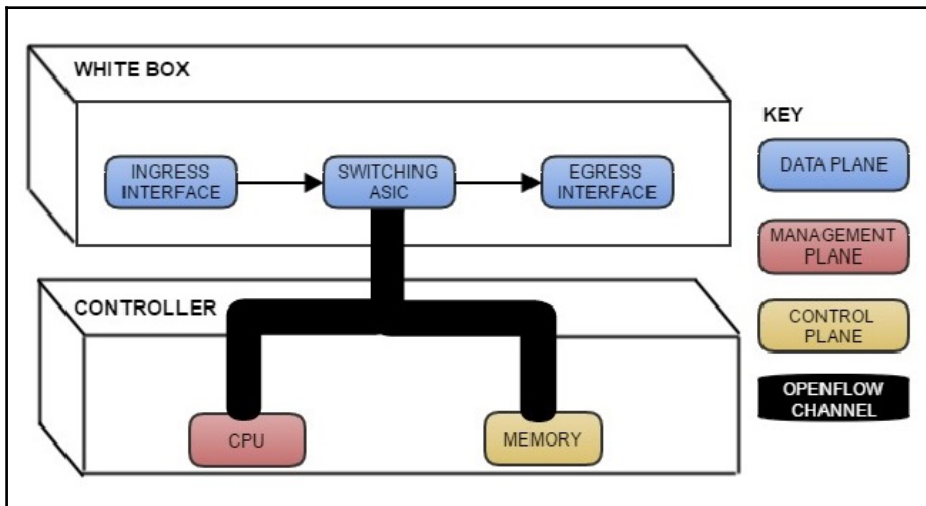 WHITE BOX
INGRESS
INTERFACE
SWITCHING
ASIC
EGRESS
INTERFACE
CONTROLLER
CPU
MEMORY
KEY
DATA PLANE
MANAGEMENT
PLANE
CONTROL
PLANE
OPENFLOW
CHANNEL